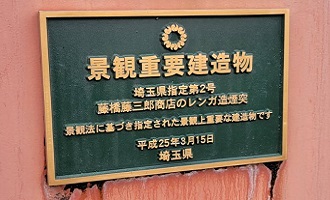 景観重要建造物
埼玉県指定第2号
藤橋藤三郎商店のレンガ造煙突
景観法に基づき指定された景観上重要な建造物です
平成25年3月15日
埼玉県